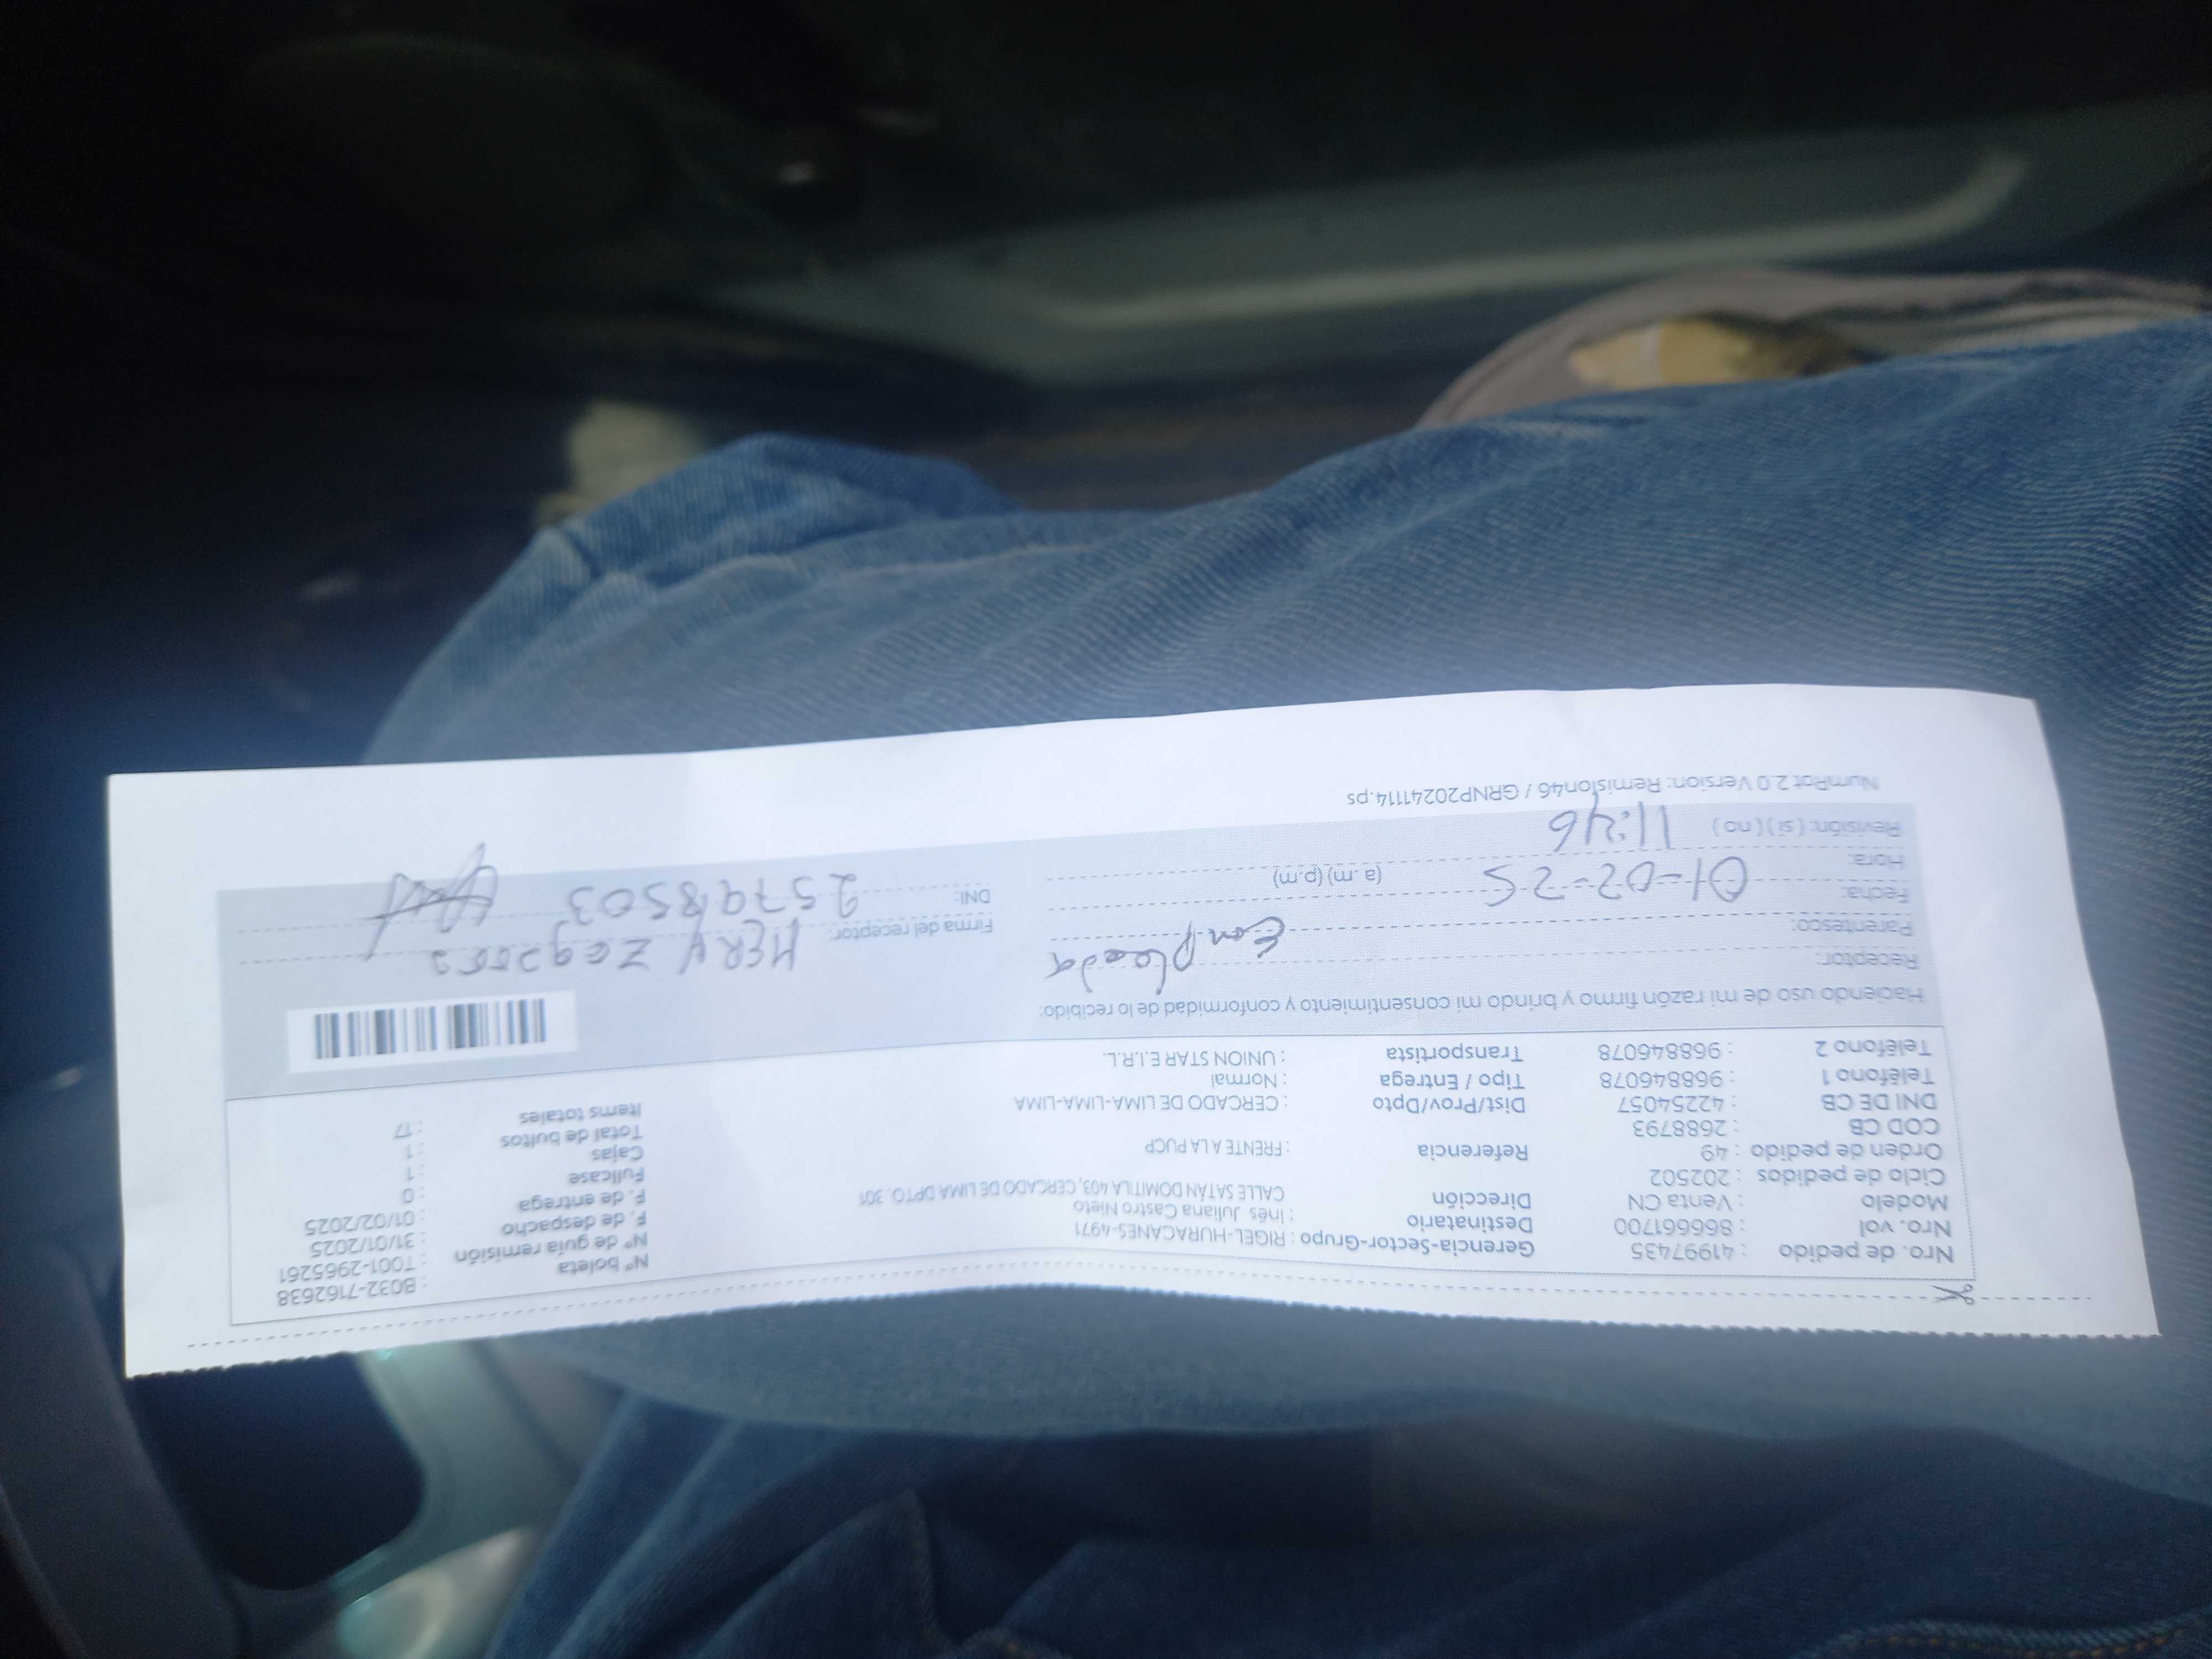 Nro. de pedido : 41997435
Nro. vol : 866661700
Modelo : Venta CN
Ciclo de pedidos : 202502
Orden de pedido : 49
COD CB : 2688793
DNI DE CB : 42254057
Teléfono 1 : 968846078
Teléfono 2 : 968846078
Gerencia-Sector-Grupo : RIGEL-HURACANES-4971
Destinatario : Inés Juliana Castro Nieto
Dirección CALLE SATÁN DOMITILA 403, CERCADO DE LIMA DPTO. 301
Referencia : FRENTE A LA PUCP
Dist/Prov/Dpto : CERCADO DE LIMA-LIMA-LIMA
Tipo / Entrega : Normal
Transportista : UNION STAR E.I.R.L.
Nº boleta : B032-7162638
Nº de guía remisión : T001-2965261
F. de despacho : 31/01/2025
F. de entrega : 01/02/2025
Fullcase : 0
Cajas : 1
Total de bultos : 1
Items totales : 17
Haciendo uso de mi razón firmo y brindo mi consentimiento y conformidad de lo recibido:
Receptor:
Parentesco: Empleada
Fecha: 01-02-25
Hora: (a. m) (p.m)
Revisión: ( si ) ( no ) 11:46
Firma del receptor: MERY
DNI: 25798503
NumRot 2.0 Version: Remision46 / GRNP20241114.ps